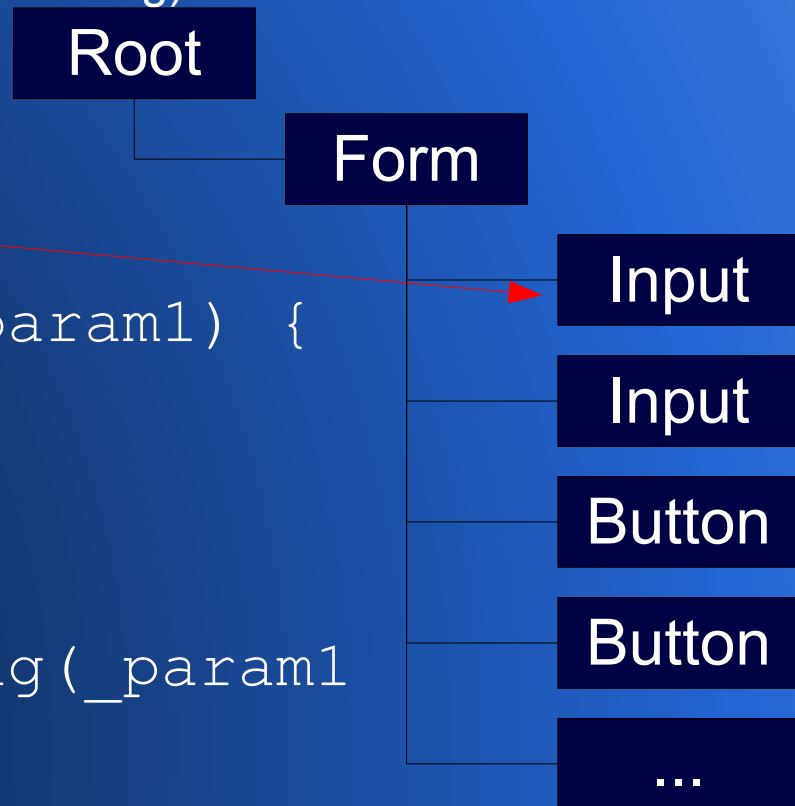 Root
Form
Input
param1) {
Input
Button
Button
g(_param1
...